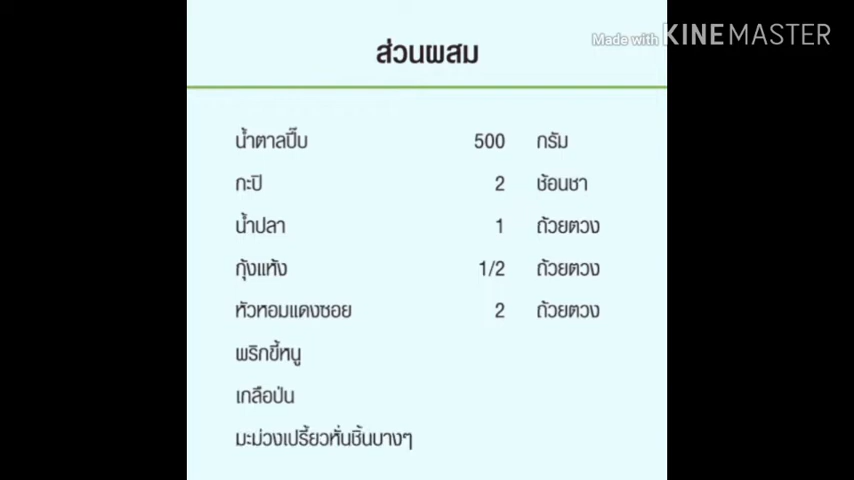 Made with KINEMASTER
ส่วนผสม
น้ำตาลปี๊บ 500 กรัม
กะปิ 2 ช้อนชา
น้ำปลา 1 ถ้วยตวง
กุ้งแห้ง 1/2 ถ้วยตวง
หัวหอมแดงซอย 2 ถ้วยตวง
พริกขี้หนู
เกลือป่น
มะม่วงเปรี้ยวหั่นชิ้นบางๆ